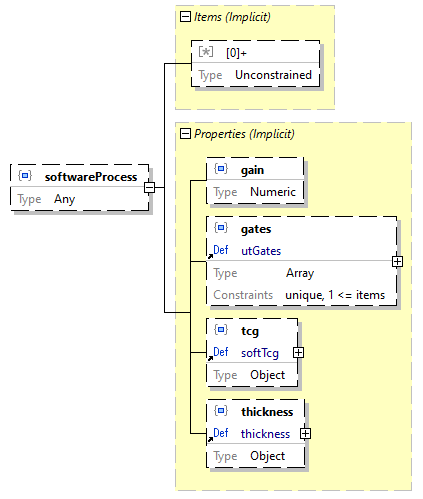 Items (Implicit)
[*] [0]+
Type Unconstrained
softwareProcess
Type Any
Properties (Implicit)
gain
Type Numeric
gates
Def utGates
Type Array
Constraints unique, 1 <= items
tcg
Def softTcg
Type Object
thickness
Def thickness
Type Object